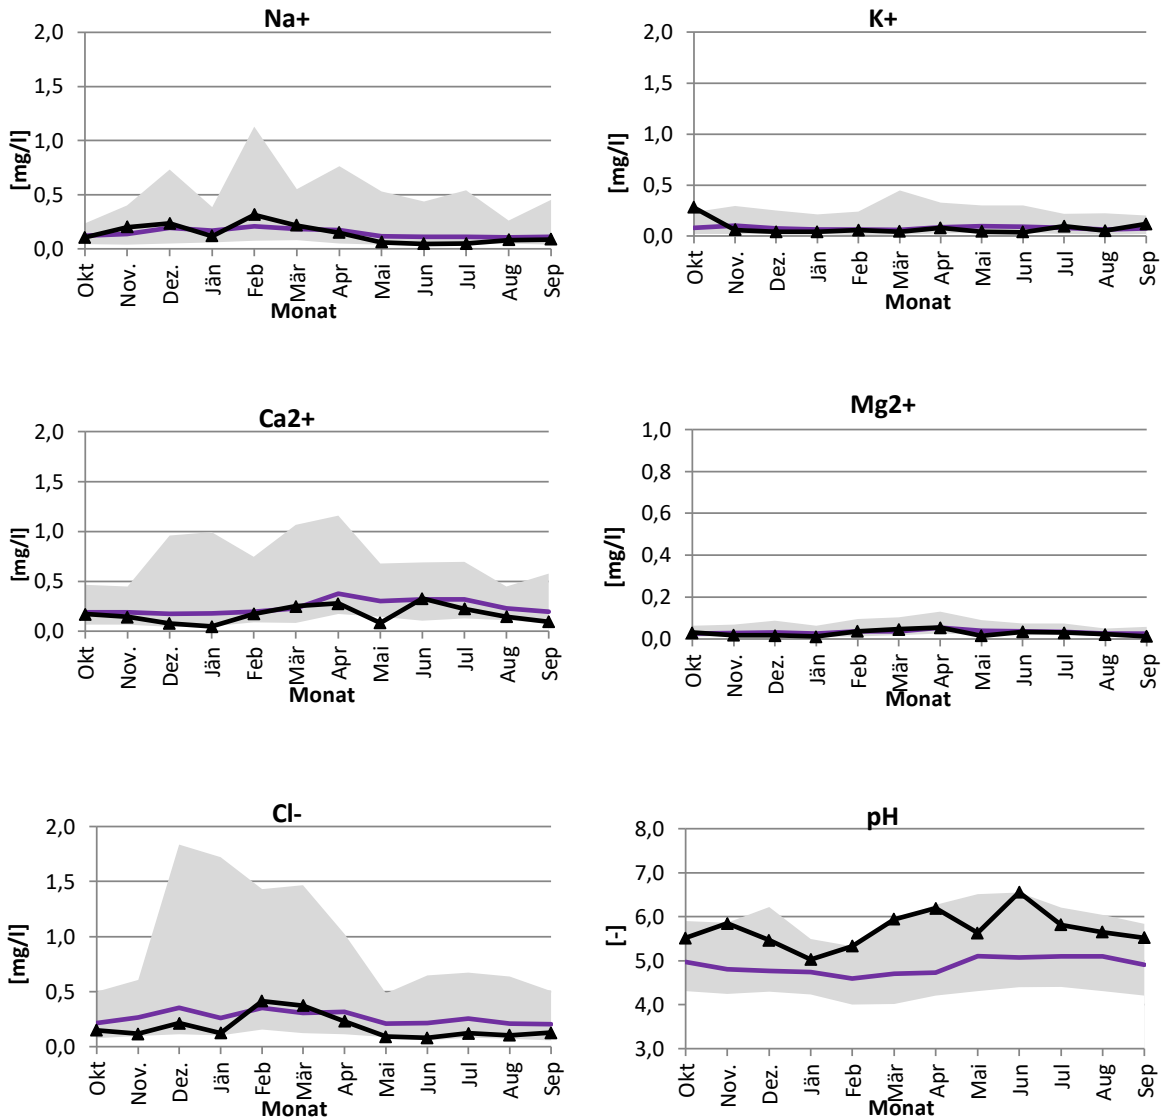 Na+
2,0
1,5
1,0
0,5
0,0
[mg/l]
Okt
Nov.
Dez.
Jän
Feb
Mär
Apr
Mai
Jun
Jul
Aug
Sep
Monat
K+
2,0
1,5
1,0
0,5
0,0
[mg/l]
Okt
Nov.
Dez.
Jän
Feb
Mär
Apr
Mai
Jun
Jul
Aug
Sep
Monat
Ca2+
2,0
1,5
1,0
0,5
0,0
[mg/l]
Okt
Nov.
Dez.
Jän
Feb
Mär
Apr
Mai
Jun
Jul
Aug
Sep
Monat
Mg2+
1,0
0,8
0,6
0,4
0,2
0,0
[mg/l]
Okt
Nov.
Dez.
Jän
Feb
Mär
Apr
Mai
Jun
Jul
Aug
Sep
Monat
Cl-
2,0
1,5
1,0
0,5
0,0
[mg/l]
Okt
Nov.
Dez.
Jän
Feb
Mär
Apr
Mai
Jun
Jul
Aug
Sep
Monat
pH
8,0
7,0
6,0
5,0
4,0
3,0
[-]
Okt
Nov.
Dez.
Jän
Feb
Mär
Apr
Mai
Jun
Jul
Aug
Sep
Monat